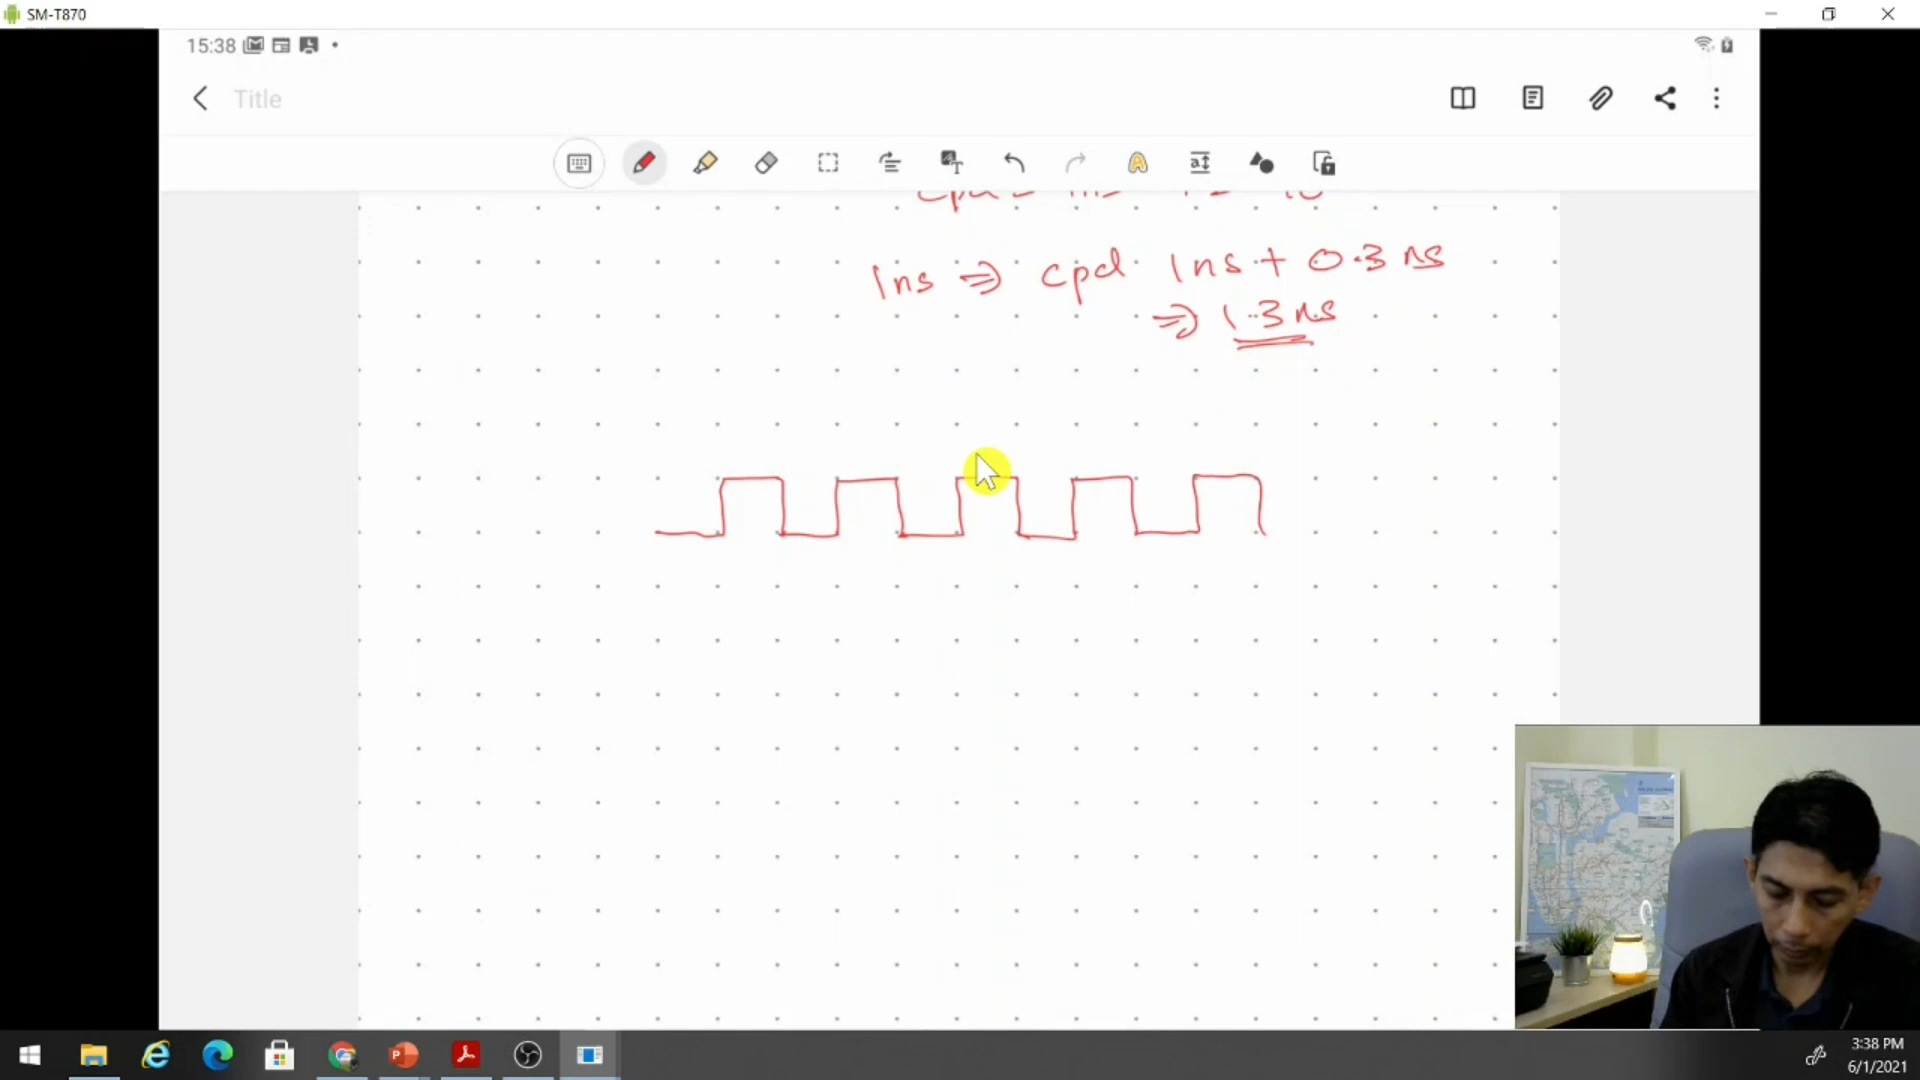 SM-T870
15:38
Title
1ns ⇒ cpd 1ns + 0.3 ns
⇒ 1.3 ns
3:38 PM
6/1/2021